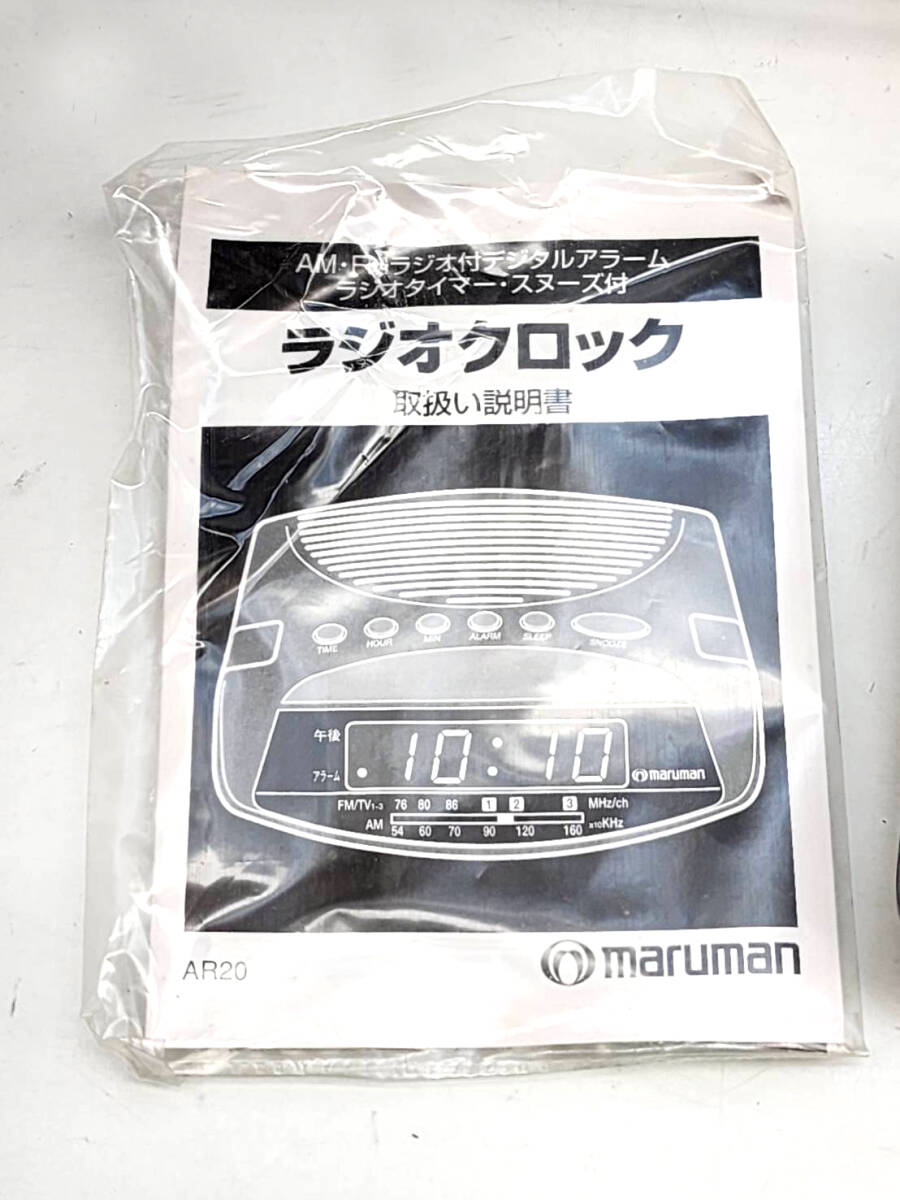 AM・FMラジオ付デジタルアラーム
ラジオタイマー・スヌーズ付
ラジオクロック
取扱い説明書
TIME HOUR MIN ALARM SLEEP SNOOZE
午後 10:10
アラーム maruman
FM/TV1-3 76 80 86 1 2 3 MHz/ch
AM 54 60 70 90 120 160 x10KHz
AR20 maruman